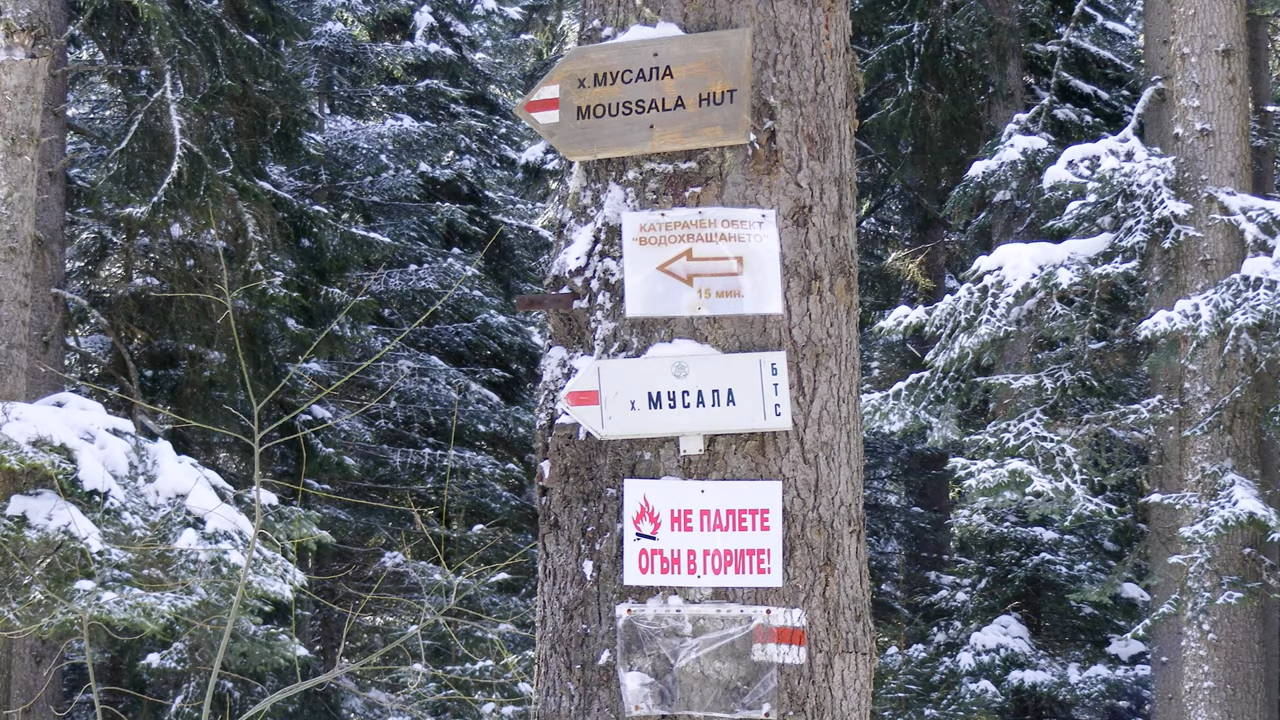 х.МУСАЛА
MOUSSALA HUT
КАТЕРАЧЕН ОБЕКТ
"ВОДОХВАЩАНЕТО"
15 мин.
х. МУСАЛА
БТС
НЕ ПАЛЕТЕ
ОГЪН В ГОРИТЕ!